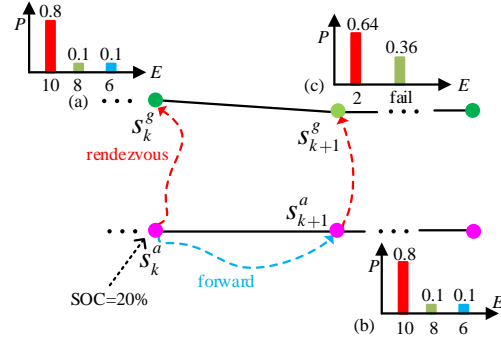 P
0.8
0.1 0.1
E
10 8 6
(a)
P
0.64
0.36
E
2 fail
(c)
s_k^g
s_{k+1}^g
rendezvous
s_k^a
s_{k+1}^a
forward
SOC=20%
P
0.8
0.1 0.1
E
10 8 6
(b)